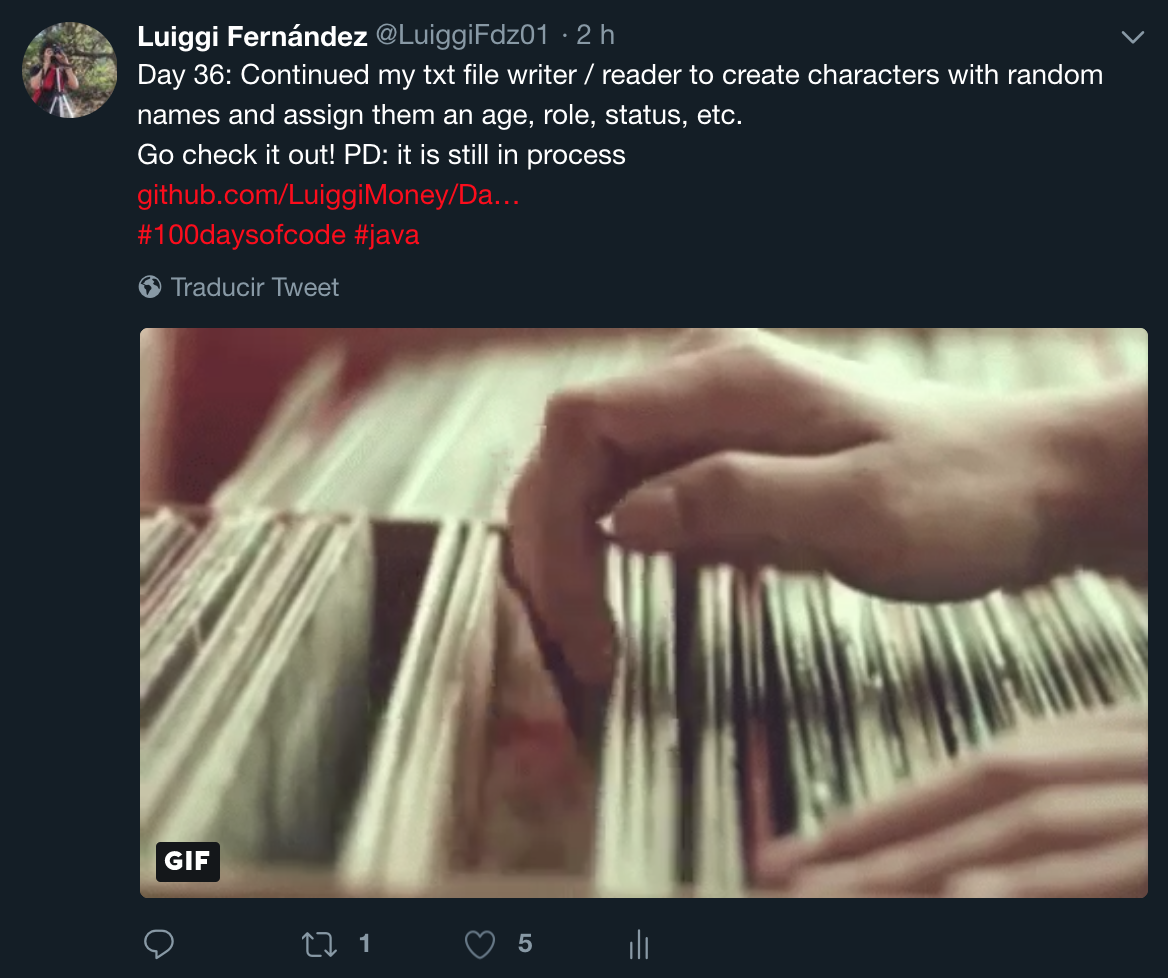 Luiggi Fernández @LuiggiFdz01 · 2 h
Day 36: Continued my txt file writer / reader to create characters with random
names and assign them an age, role, status, etc.
Go check it out! PD: it is still in process
github.com/LuiggiMoney/Da…
#100daysofcode #java
Traducir Tweet
GIF
1 5